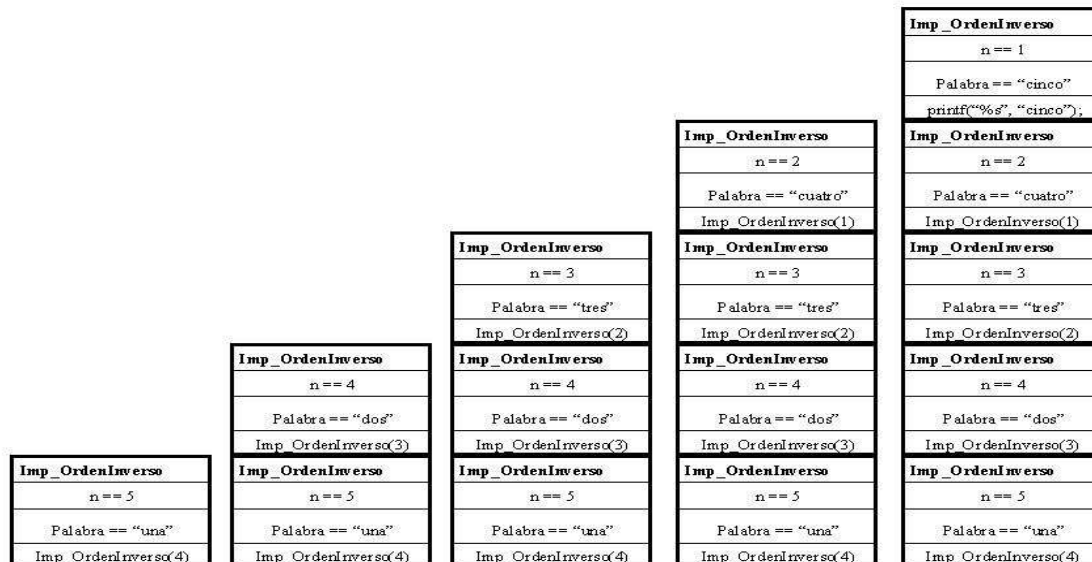 Imp_OrdenInverso
n == 5
Palabra == “una”
Imp_OrdenInverso(4)
Imp_OrdenInverso
n == 4
Palabra == “dos”
Imp_OrdenInverso(3)
Imp_OrdenInverso
n == 5
Palabra == “una”
Imp_OrdenInverso(4)
Imp_OrdenInverso
n == 3
Palabra == “tres”
Imp_OrdenInverso(2)
Imp_OrdenInverso
n == 4
Palabra == “dos”
Imp_OrdenInverso(3)
Imp_OrdenInverso
n == 5
Palabra == “una”
Imp_OrdenInverso(4)
Imp_OrdenInverso
n == 2
Palabra == “cuatro”
Imp_OrdenInverso(1)
Imp_OrdenInverso
n == 3
Palabra == “tres”
Imp_OrdenInverso(2)
Imp_OrdenInverso
n == 4
Palabra == “dos”
Imp_OrdenInverso(3)
Imp_OrdenInverso
n == 5
Palabra == “una”
Imp_OrdenInverso(4)
Imp_OrdenInverso
n == 1
Palabra == “cinco”
printf(“%s”, “cinco”);
Imp_OrdenInverso
n == 2
Palabra == “cuatro”
Imp_OrdenInverso(1)
Imp_OrdenInverso
n == 3
Palabra == “tres”
Imp_OrdenInverso(2)
Imp_OrdenInverso
n == 4
Palabra == “dos”
Imp_OrdenInverso(3)
Imp_OrdenInverso
n == 5
Palabra == “una”
Imp_OrdenInverso(4)